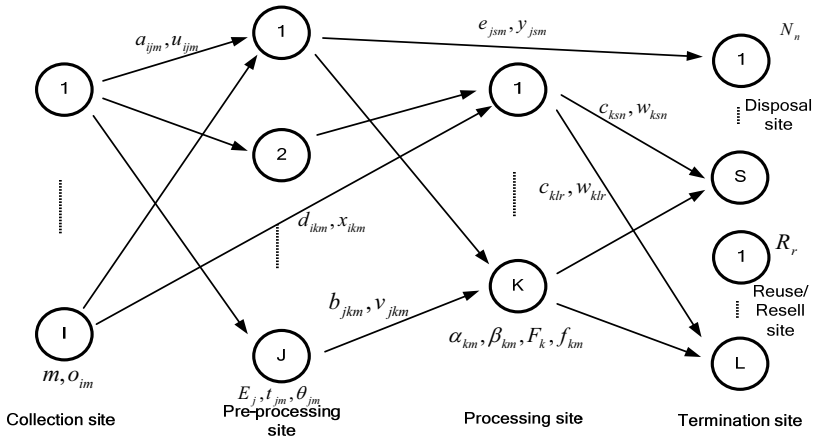 a_{ijm}, u_{ijm}
e_{jsm}, y_{jsm}
N_n
1
1
1
1
2
c_{ksn}, w_{ksn}
Disposal site
S
c_{klr}, w_{klr}
d_{ikm}, x_{ikm}
1
R_r
Reuse/
Resell
site
b_{jkm}, v_{jkm}
K
α_{km}, β_{km}, F_k, f_{km}
I
m, o_{im}
J
E_j, t_{jm}, θ_{jm}
L
Collection site
Pre-processing
site
Processing site
Termination site